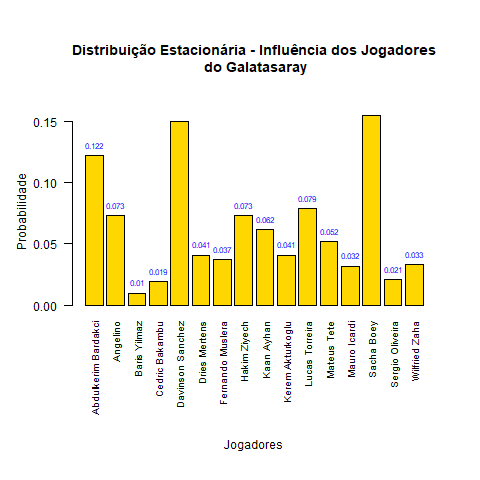 Distribuição Estacionária - Influência dos Jogadores
do Galatasaray
Probabilidade
0.15
0.10
0.05
0.00
0.122
0.073
0.01
0.019
0.041
0.037
0.073
0.062
0.041
0.079
0.052
0.032
0.021
0.033
Abdulkerim Bardakci
Angelino
Baris Yilmaz
Cedric Bakambu
Davinson Sanchez
Dries Mertens
Fernando Muslera
Hakim Ziyech
Kaan Ayhan
Kerem Akturkoglu
Lucas Torreira
Mateus Tete
Mauro Icardi
Sacha Boey
Sergio Oliveira
Wilfried Zaha
Jogadores